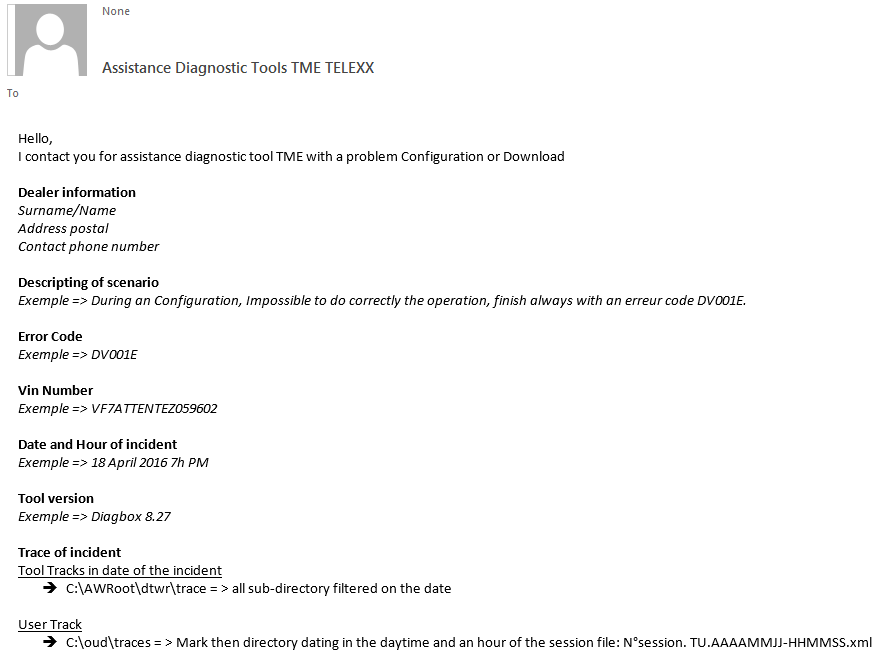 None
Assistance Diagnostic Tools TME TELEXX
To
Hello,
I contact you for assistance diagnostic tool TME with a problem Configuration or Download
Dealer information
Surname/Name
Address postal
Contact phone number
Descripting of scenario
Exemple => During an Configuration, Impossible to do correctly the operation, finish always with an erreur code DV001E.
Error Code
Exemple => DV001E
Vin Number
Exemple => VF7ATTENTEZ059602
Date and Hour of incident
Exemple => 18 April 2016 7h PM
Tool version
Exemple => Diagbox 8.27
Trace of incident
Tool Tracks in date of the incident
➔ C:\AWRoot\dtwr\trace = > all sub-directory filtered on the date
User Track
➔ C:\oud\traces = > Mark then directory dating in the daytime and an hour of the session file: N°session. TU.AAAAMMJJ-HHMMSS.xml